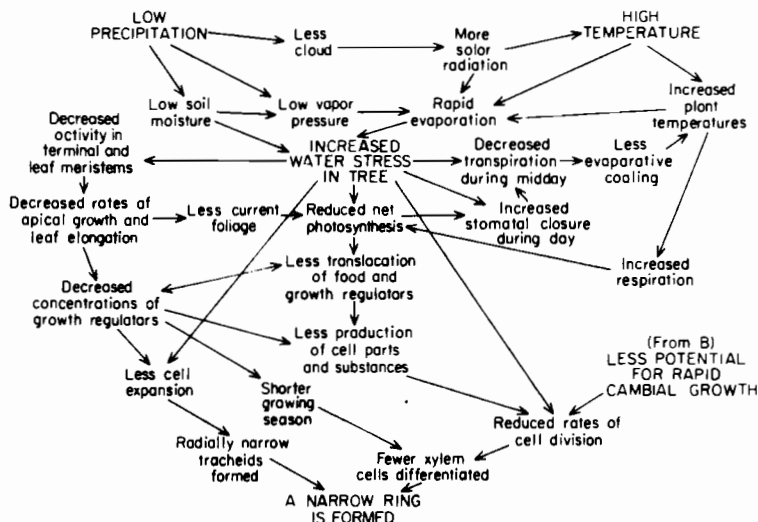 LOW
PRECIPITATION
Less
cloud
More
solar
radiation
HIGH
TEMPERATURE
Low soil
moisture
Low vapor
pressure
Rapid
evaporation
Increased
plant
temperatures
Decreased
activity in
terminal and
leaf meristems
INCREASED
WATER STRESS
IN TREE
Decreased
transpiration
during midday
Less
evaporative
cooling
Decreased rates of
apical growth and
leaf elongation
Less current
foliage
Reduced net
photosynthesis
Increased
stomatal closure
during day
Increased
respiration
Decreased
concentrations of
growth regulators
Less translocation
of food and
growth regulators
Less production
of cell parts
and substances
(From B)
LESS POTENTIAL
FOR RAPID
CAMBIAL GROWTH
Less cell
expansion
Shorter
growing
season
Reduced rates of
cell division
Radially narrow
tracheids
formed
Fewer xylem
cells differentiated
A NARROW RING
IS FORMED